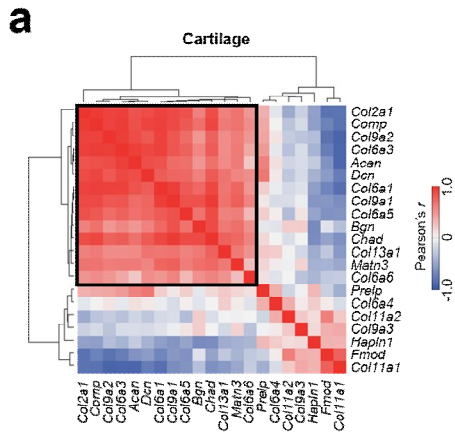 a
Cartilage
Col2a1
Comp
Col9a2
Col6a3
Acan
Dcn
Col6a1
Col9a1
Col6a5
Bgn
Chad
Col13a1
Matn3
Col6a6
Prelp
Col6a4
Col11a2
Col9a3
Hapln1
Fmod
Col11a1
1.0
0
-1.0
Pearson's r
Col2a1
Comp
Col9a2
Col6a3
Acan
Dcn
Col6a1
Col9a1
Col6a5
Bgn
Chad
Col13a1
Matn3
Col6a6
Prelp
Col6a4
Col11a2
Col9a3
Hapln1
Fmod
Col11a1